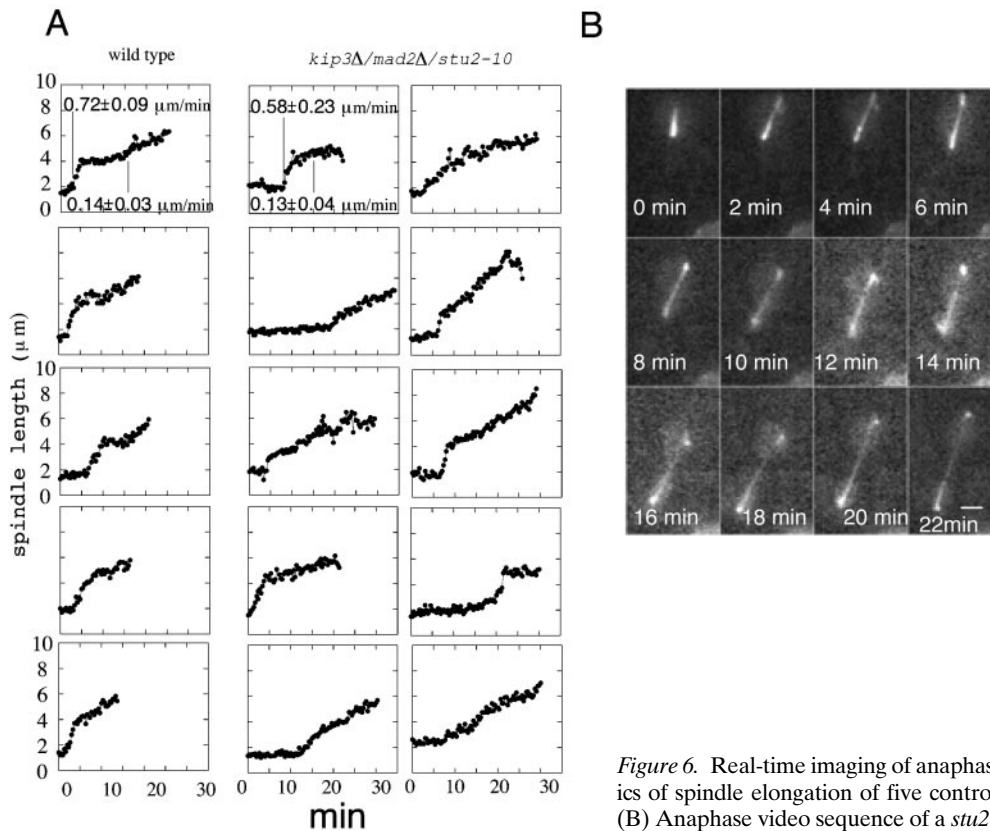 A
B
wild type
kip3Δ/mad2Δ/stu2-10
10
8
6
4
2
0
0.72±0.09 µm/min
0.14±0.03 µm/min
0.58±0.23 µm/min
0.13±0.04 µm/min
10
8
6
4
2
0
10
8
6
4
2
0
spindle length (µm)
0 10 20 30
0 10 20 30
0 10 20 30
min
0 min
2 min
4 min
6 min
8 min
10 min
12 min
14 min
16 min
18 min
20 min
22min
Figure 6. Real-time imaging of anaphas
ics of spindle elongation of five contro
(B) Anaphase video sequence of a stu2